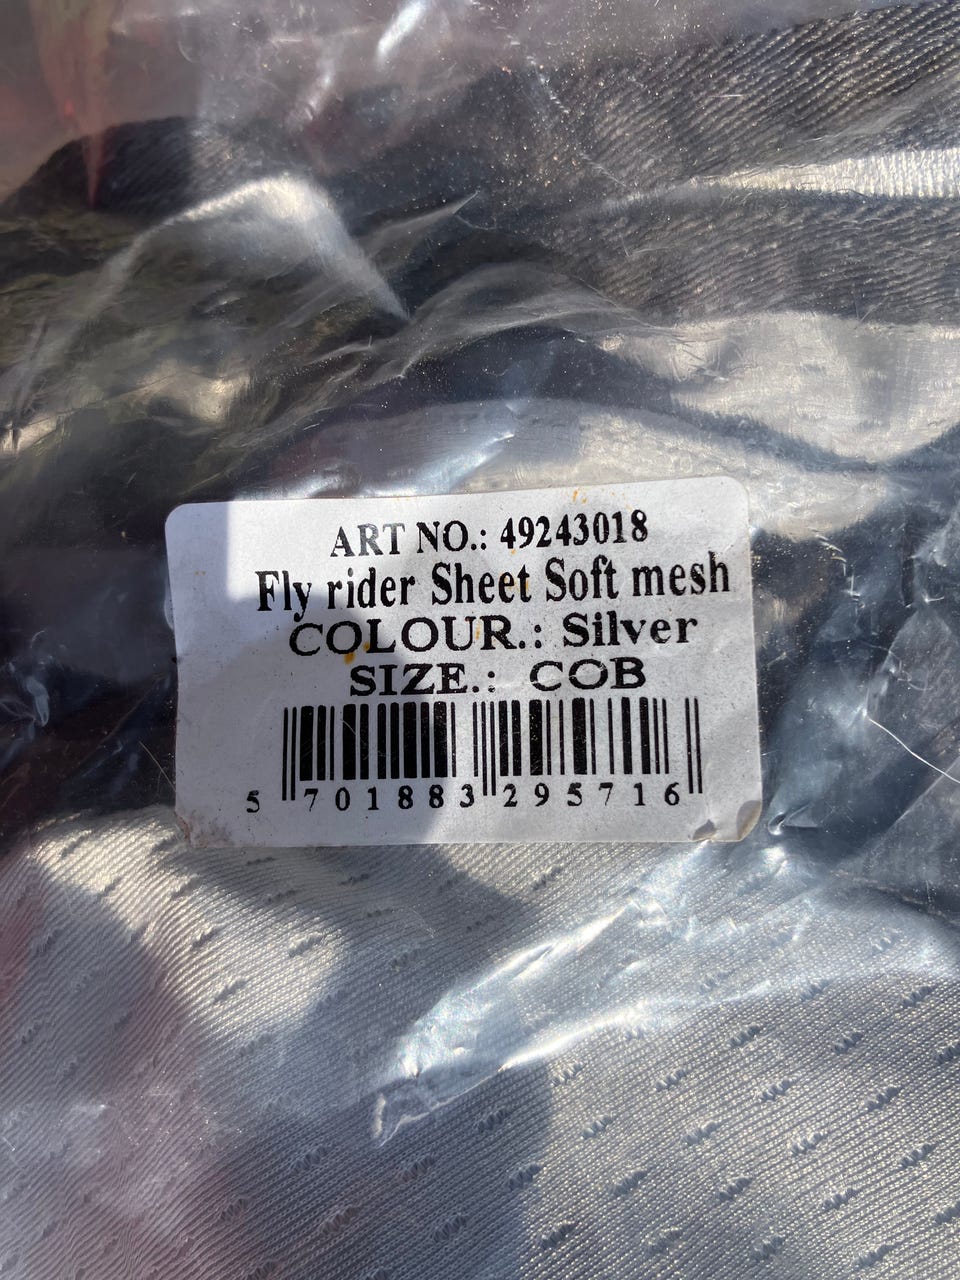 ART NO.: 49243018
Fly rider Sheet Soft mesh
COLOUR.: Silver
SIZE.: COB
5 701883 295716